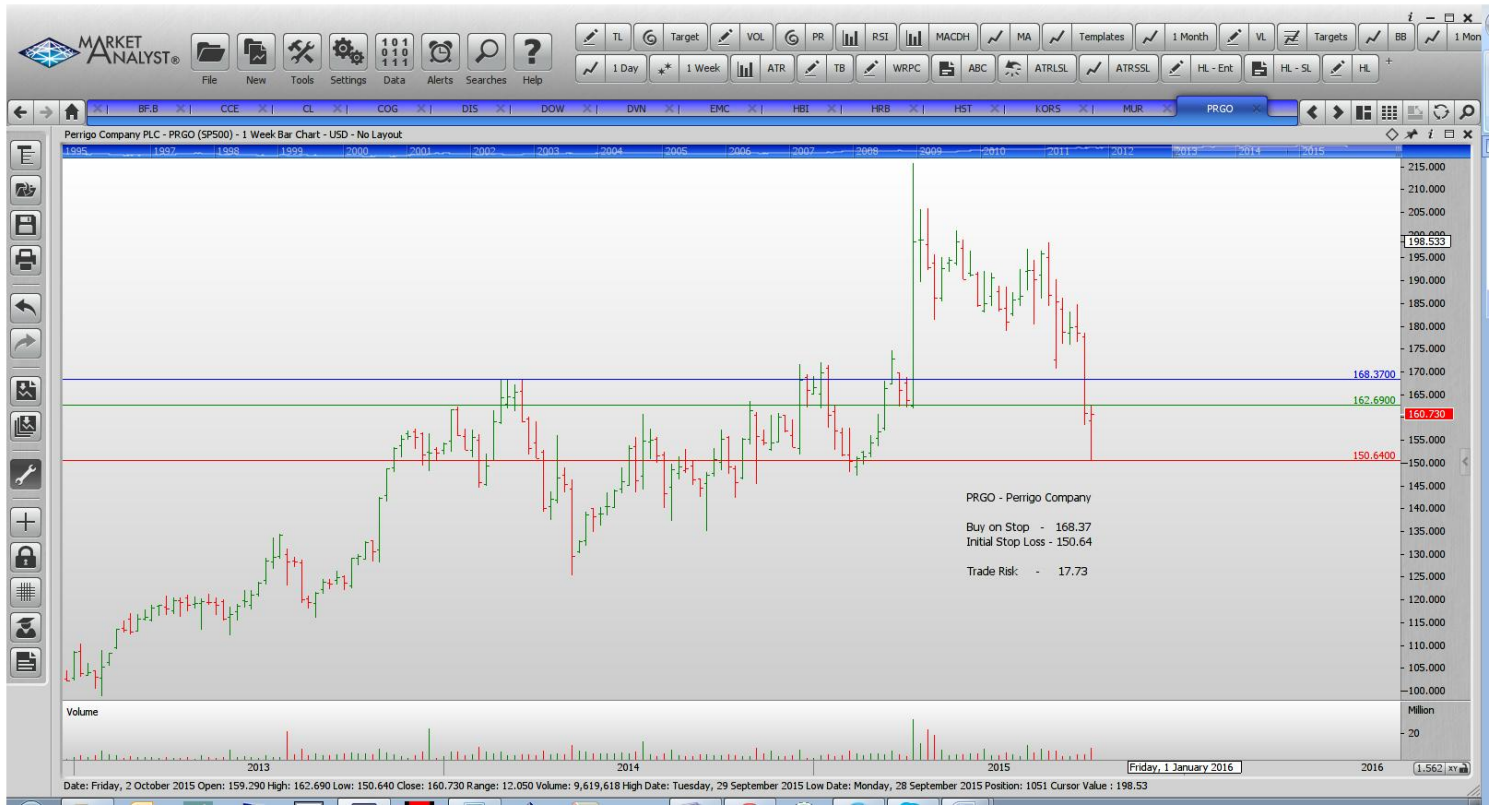 i
MARKET ANALYST®
File New Tools Settings Data Alerts Searches Help
TL Target VOL PR RSI MACDH MA Templates 1 Month VL Targets BB 1 Mon
1 Day 1 Week ATR TB WRPC ABC ATRLSL ATRSSL HL - Ent HL - SL HL +
BF.B CCE CL COG DIS DOW DVN EMC HBI HRB HST KORS MUR PRGO
Perrigo Company PLC - PRGO (SP500) - 1 Week Bar Chart - USD - No Layout
1995 1997 1998 1999 2000 2001 2002 2003 2004 2005 2006 2007 2008 2009 2010 2011 2012 2013 2014 2015
215.000
210.000
205.000
200.000
198.533
195.000
190.000
185.000
180.000
175.000
170.000
168.3700
165.000
162.6900
160.730
155.000
150.6400
150.000
145.000
PRGO - Perrigo Company
140.000
Buy on Stop - 168.37
135.000
Initial Stop Loss - 150.64
130.000
Trade Risk - 17.73
125.000
120.000
115.000
110.000
105.000
100.000
Volume
Million
20
2013 2014 2015 Friday, 1 January 2016 2016 1.562 XY
Date: Friday, 2 October 2015 Open: 159.290 High: 162.690 Low: 150.640 Close: 160.730 Range: 12.050 Volume: 9,619,618 High Date: Tuesday, 29 September 2015 Low Date: Monday, 28 September 2015 Position: 1051 Cursor Value : 198.53